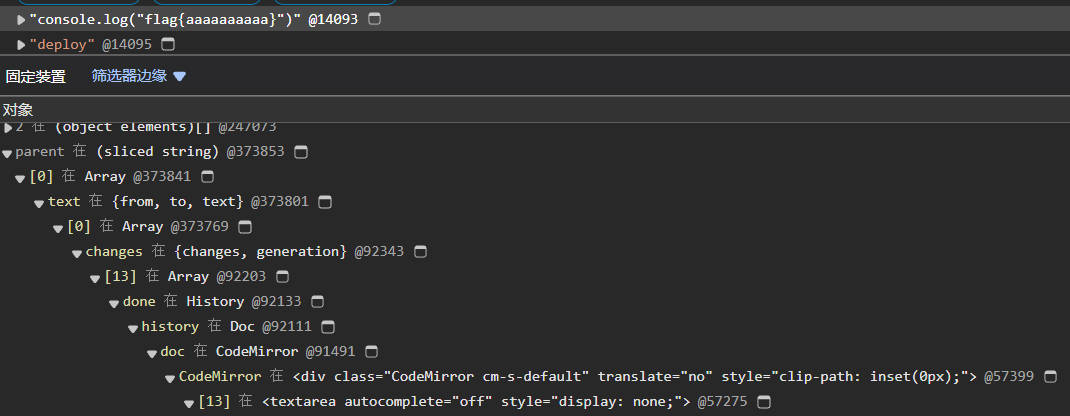 "console.log("flag{aaaaaaaaaa}")" @14093
"deploy" @14095
固定装置 筛选器边缘
对象
2 在 (object elements)[] @247073
parent 在 (sliced string) @373853
[0] 在 Array @373841
text 在 {from, to, text} @373801
[0] 在 Array @373769
changes 在 {changes, generation} @92343
[13] 在 Array @92203
done 在 History @92133
history 在 Doc @92111
doc 在 CodeMirror @91491
CodeMirror 在 <div class="CodeMirror cm-s-default" translate="no" style="clip-path: inset(0px);"> @57399
[13] 在 <textarea autocomplete="off" style="display: none;"> @57275